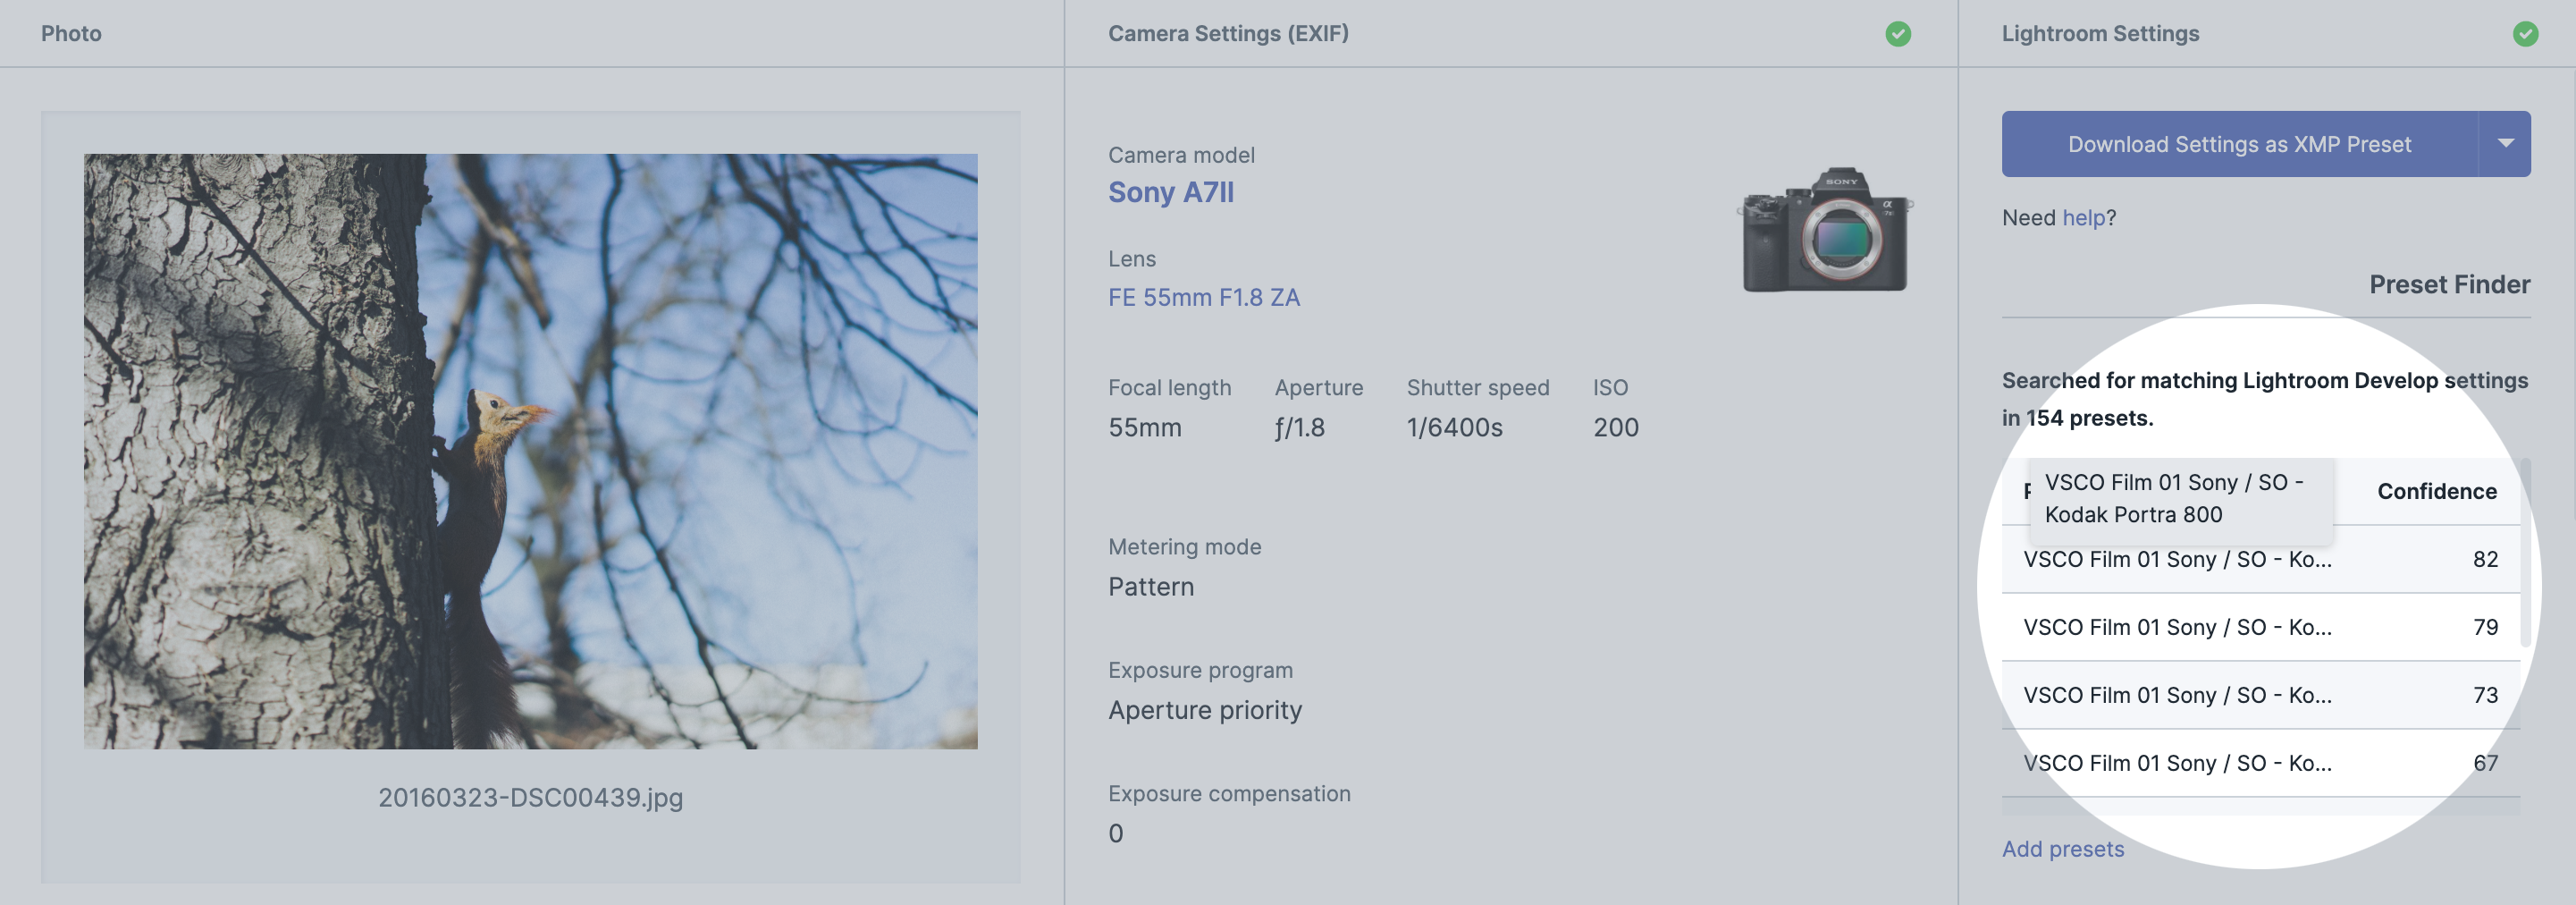 Photo
20160323-DSC00439.jpg
Camera Settings (EXIF)
Camera model
Sony A7II
SONY
Lens
FE 55mm F1.8 ZA
Focal length Aperture Shutter speed ISO
55mm ƒ/1.8 1/6400s 200
Metering mode
Pattern
Exposure program
Aperture priority
Exposure compensation
0
Lightroom Settings
Download Settings as XMP Preset
Need help?
Preset Finder
Searched for matching Lightroom Develop settings
in 154 presets.
VSCO Film 01 Sony / SO -
Kodak Portra 800
Confidence
VSCO Film 01 Sony / SO - Ko... 82
VSCO Film 01 Sony / SO - Ko... 79
VSCO Film 01 Sony / SO - Ko... 73
VSCO Film 01 Sony / SO - Ko... 67
Add presets